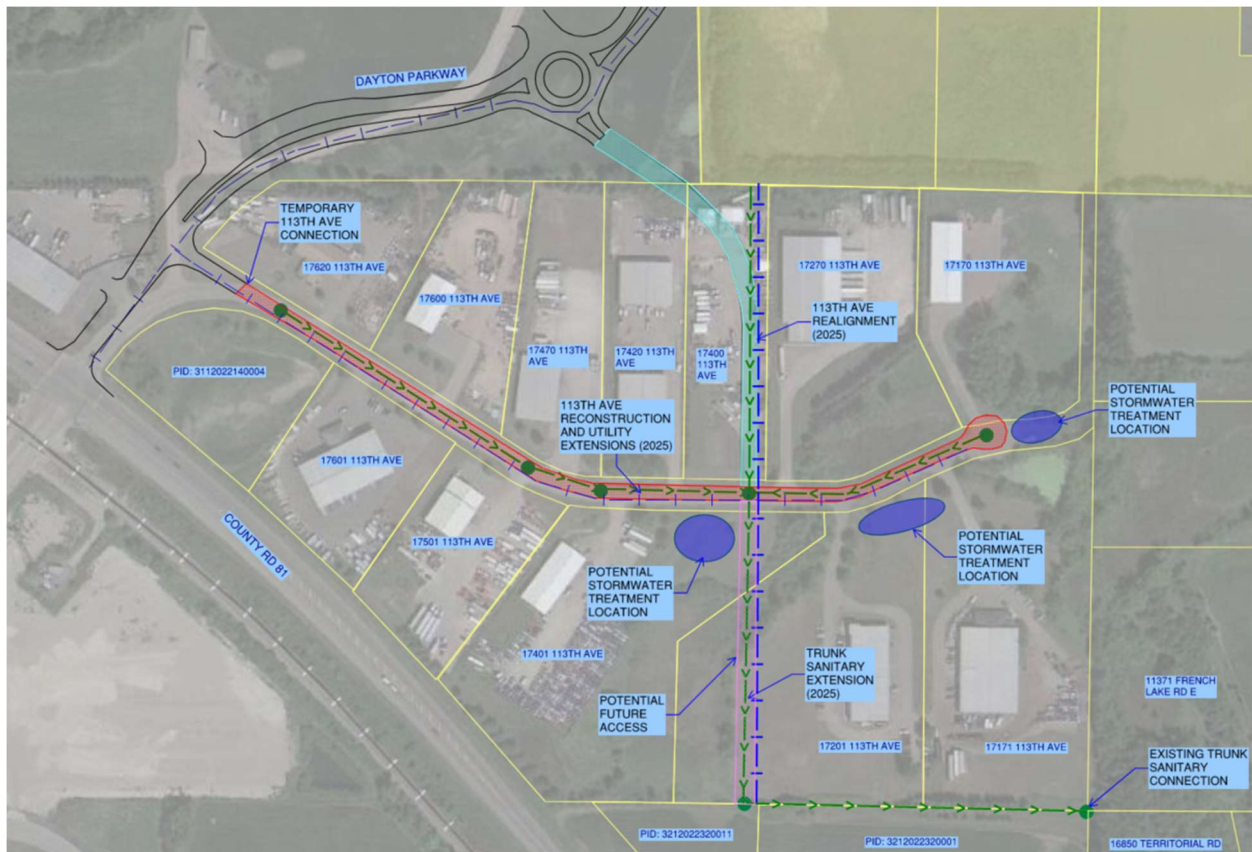 DAYTON PARKWAY
TEMPORARY
113TH AVE
CONNECTION
17620 113TH AVE
17600 113TH AVE
17470 113TH
AVE
17420 113TH
AVE
17400
113TH
AVE
17270 113TH AVE
17170 113TH AVE
113TH AVE
REALIGNMENT
(2025)
PID: 3112022140004
113TH AVE
RECONSTRUCTION
AND UTILITY
EXTENSIONS (2025)
POTENTIAL
STORMWATER
TREATMENT
LOCATION
17601 113TH AVE
COUNTY RD 81
17501 113TH AVE
POTENTIAL
STORMWATER
TREATMENT
LOCATION
POTENTIAL
STORMWATER
TREATMENT
LOCATION
17401 113TH AVE
TRUNK
SANITARY
EXTENSION
(2025)
POTENTIAL
FUTURE
ACCESS
11371 FRENCH
LAKE RD E
17201 113TH AVE
17171 113TH AVE
EXISTING TRUNK
SANITARY
CONNECTION
PID: 3212022320011
PID: 3212022320001
16850 TERRITORIAL RD